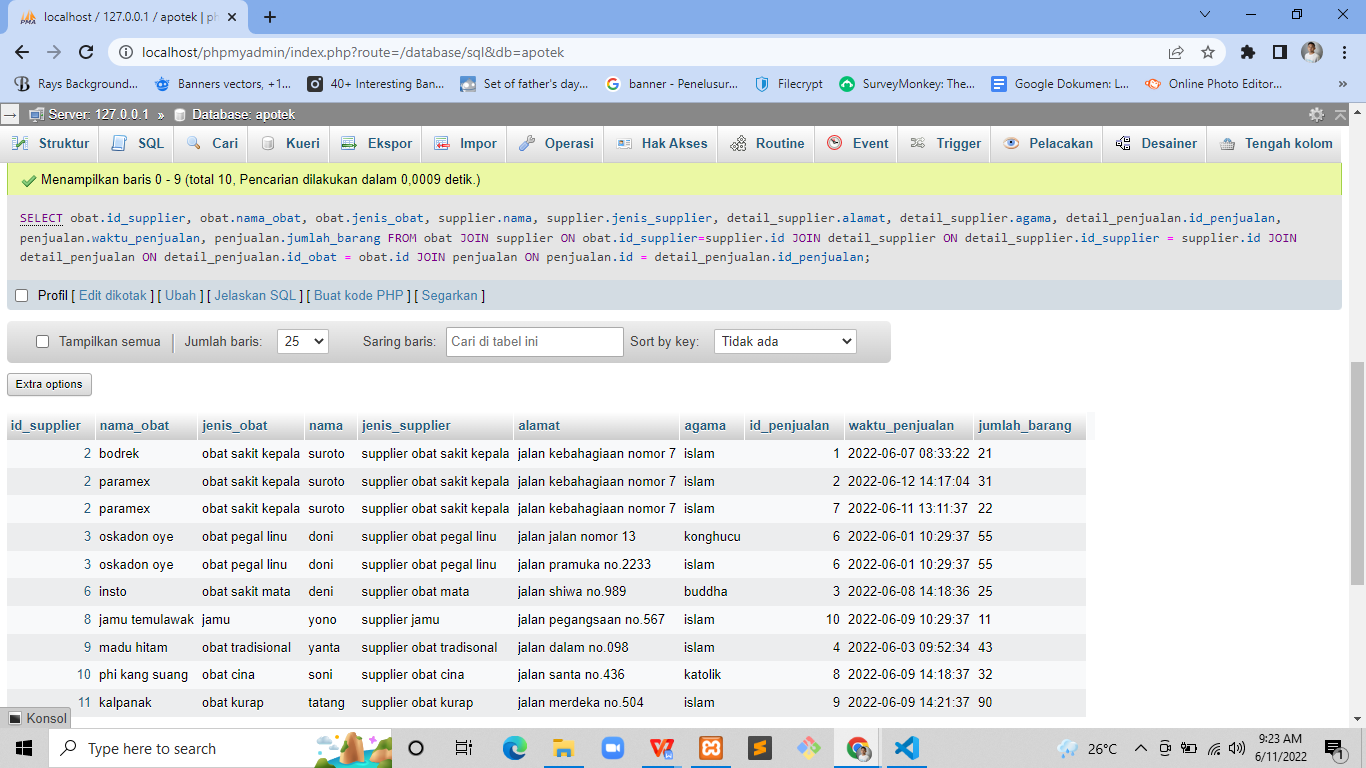 localhost / 127.0.0.1 / apotek | ph
localhost/phpmyadmin/index.php?route=/database/sql&db=apotek
Rays Background... Banners vectors, +1... 40+ Interesting Ban... Set of father's day... banner - Penelusur... Filecrypt SurveyMonkey: The... Google Dokumen: L... Online Photo Editor... »
Server: 127.0.0.1 » Database: apotek
Struktur SQL Cari Kueri Ekspor Impor Operasi Hak Akses Routine Event Trigger Pelacakan Desainer Tengah kolom
Menampilkan baris 0 - 9 (total 10, Pencarian dilakukan dalam 0,0009 detik.)
SELECT obat.id_supplier, obat.nama_obat, obat.jenis_obat, supplier.nama, supplier.jenis_supplier, detail_supplier.alamat, detail_supplier.agama, detail_penjualan.id_penjualan,
penjualan.waktu_penjualan, penjualan.jumlah_barang FROM obat JOIN supplier ON obat.id_supplier=supplier.id JOIN detail_supplier ON detail_supplier.id_supplier = supplier.id JOIN
detail_penjualan ON detail_penjualan.id_obat = obat.id JOIN penjualan ON penjualan.id = detail_penjualan.id_penjualan;
Profil [ Edit dikotak ] [ Ubah ] [ Jelaskan SQL ] [ Buat kode PHP ] [ Segarkan ]
Tampilkan semua | Jumlah baris: 25 Saring baris: Cari di tabel ini Sort by key: Tidak ada
Extra options
id_supplier nama_obat jenis_obat nama jenis_supplier alamat agama id_penjualan waktu_penjualan jumlah_barang
2 bodrek obat sakit kepala suroto supplier obat sakit kepala jalan kebahagiaan nomor 7 islam 1 2022-06-07 08:33:22 21
2 paramex obat sakit kepala suroto supplier obat sakit kepala jalan kebahagiaan nomor 7 islam 2 2022-06-12 14:17:04 31
2 paramex obat sakit kepala suroto supplier obat sakit kepala jalan kebahagiaan nomor 7 islam 7 2022-06-11 13:11:37 22
3 oskadon oye obat pegal linu doni supplier obat pegal linu jalan jalan nomor 13 konghucu 6 2022-06-01 10:29:37 55
3 oskadon oye obat pegal linu doni supplier obat pegal linu jalan pramuka no.2233 islam 6 2022-06-01 10:29:37 55
6 insto obat sakit mata deni supplier obat mata jalan shiwa no.989 buddha 3 2022-06-08 14:18:36 25
8 jamu temulawak jamu yono supplier jamu jalan pegangsaan no.567 islam 10 2022-06-09 10:29:37 11
9 madu hitam obat tradisional yanta supplier obat tradisonal jalan dalam no.098 islam 4 2022-06-03 09:52:34 43
10 phi kang suang obat cina soni supplier obat cina jalan santa no.436 katolik 8 2022-06-09 14:18:37 32
11 kalpanak obat kurap tatang supplier obat kurap jalan merdeka no.504 islam 9 2022-06-09 14:21:37 90
Konsol
Type here to search
26°C
9:23 AM
6/11/2022
1